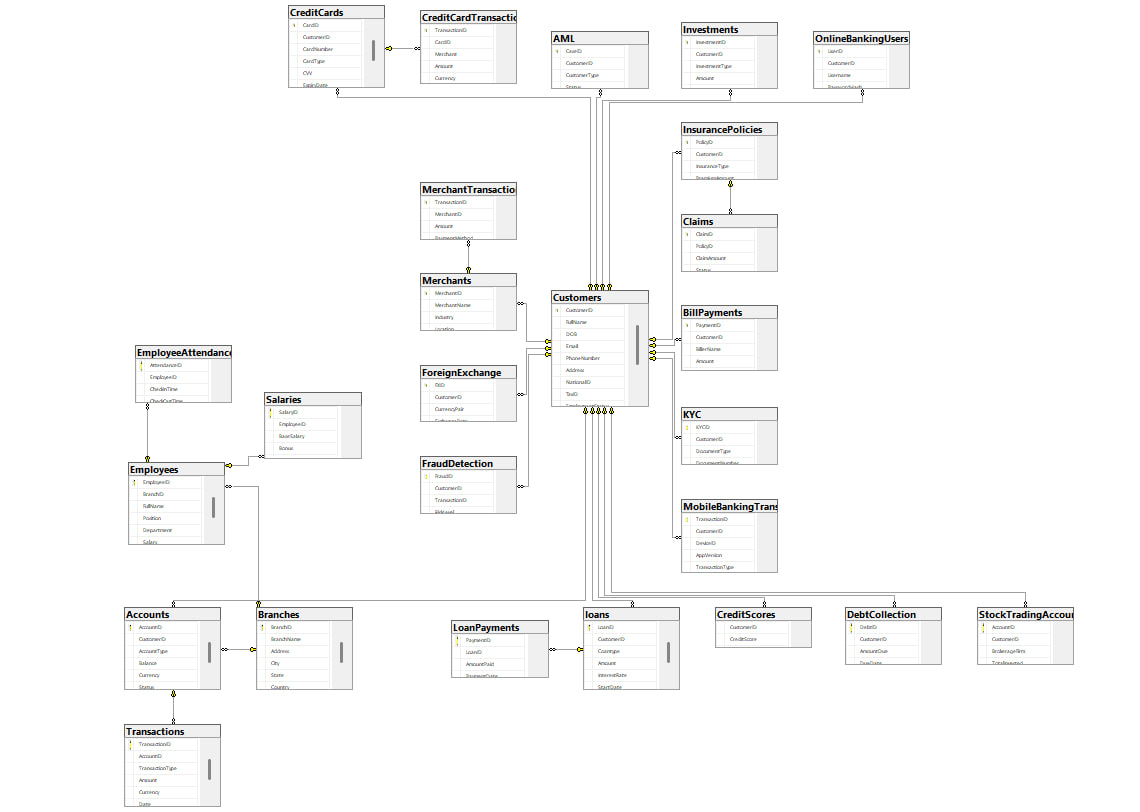 CreditCards
CardID
CustomerID
CardNumber
CardType
CVV
ExpiryDate
CreditCardTransactio
TransactionID
CardID
Merchant
Amount
Currency
AML
CaseID
CustomerID
CustomerType
Status
Investments
InvestmentID
CustomerID
InvestmentType
Amount
OnlineBankingUsers
UserID
CustomerID
Username
InsurancePolicies
PolicyID
CustomerID
InsuranceType
PremiumAmount
MerchantTransactio
TransactionID
MerchantID
Amount
PaymentMethod
Claims
ClaimID
PolicyID
ClaimAmount
Status
Merchants
MerchantID
MerchantName
Industry
Location
Customers
CustomerID
FullName
DOB
Email
PhoneNumber
Address
NationalID
TaxID
BillPayments
PaymentID
CustomerID
BillerName
Amount
EmployeeAttendance
AttendanceID
EmployeeID
CheckInTime
CheckOutTime
ForeignExchange
FXID
CustomerID
CurrencyPair
Salaries
SalaryID
EmployeeID
BaseSalary
Bonus
KYC
KYCID
CustomerID
DocumentType
DocumentNumber
FraudDetection
FraudID
CustomerID
TransactionID
Employees
EmployeeID
BranchID
FullName
Position
Department
Salary
MobileBankingTrans
TransactionID
CustomerID
DeviceID
AppVersion
TransactionType
Accounts
AccountID
CustomerID
AccountType
Balance
Currency
Status
Branches
BranchID
BranchName
Address
City
State
Country
LoanPayments
PaymentID
LoanID
AmountPaid
PaymentDate
loans
LoanID
CustomerID
Loantype
Amount
InterestRate
StartDate
CreditScores
CustomerID
CreditScore
DebtCollection
DebtID
CustomerID
AmountDue
DueDate
StockTradingAccour
AccountID
CustomerID
BrokerageFirm
TotalInvested
Transactions
TransactionID
AccountID
TransactionType
Amount
Currency
Date